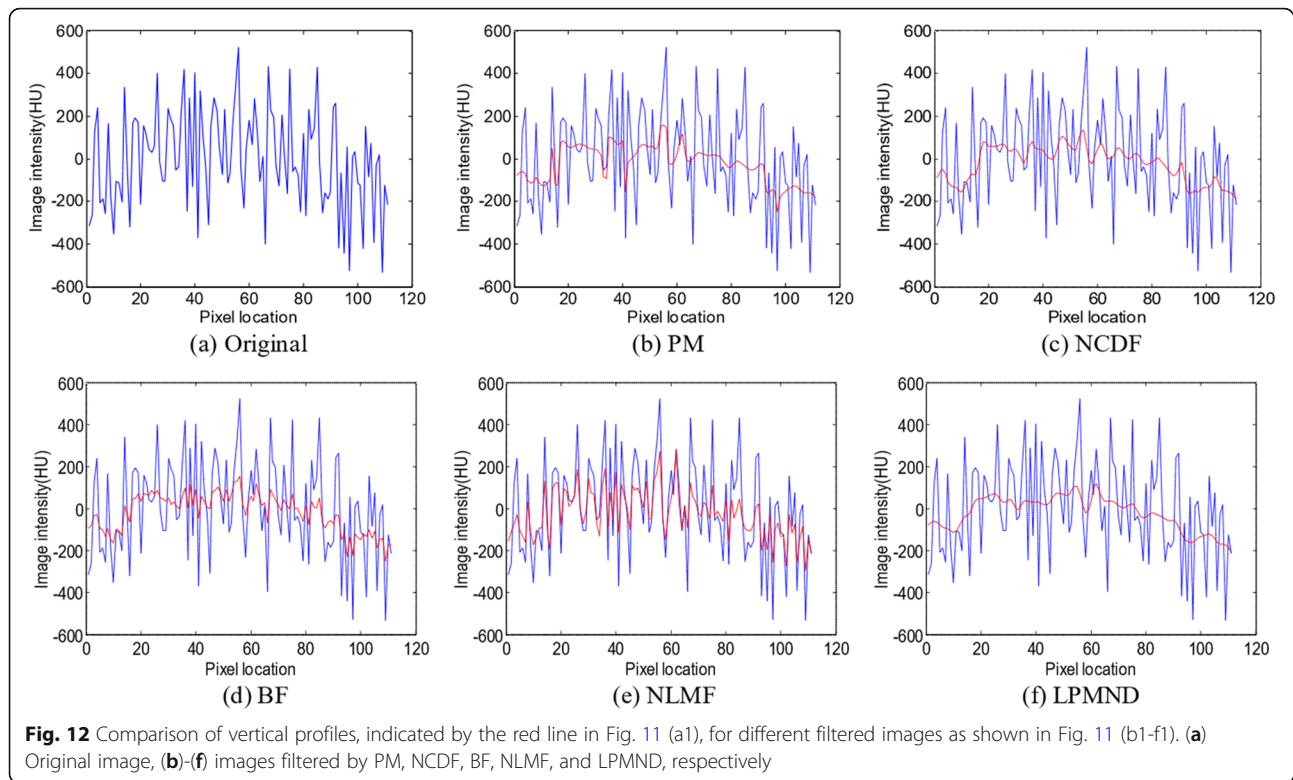 600
400
200
0
-200
-400
-600
Image intensity(HU)
0 20 40 60 80 100 120
Pixel location
(a) Original
600
400
200
0
-200
-400
-600
Image intensity(HU)
0 20 40 60 80 100 120
Pixel location
(b) PM
600
400
200
0
-200
-400
-600
Image intensity(HU)
0 20 40 60 80 100 120
Pixel location
(c) NCDF
600
400
200
0
-200
-400
-600
Image intensity(HU)
0 20 40 60 80 100 120
Pixel location
(d) BF
600
400
200
0
-200
-400
-600
Image intensity(HU)
0 20 40 60 80 100 120
Pixel location
(e) NLMF
600
400
200
0
-200
-400
-600
Image intensity(HU)
0 20 40 60 80 100 120
Pixel location
(f) LPMND
Fig. 12 Comparison of vertical profiles, indicated by the red line in Fig. 11 (a1), for different filtered images as shown in Fig. 11 (b1-f1). (a)
Original image, (b)-(f) images filtered by PM, NCDF, BF, NLMF, and LPMND, respectively